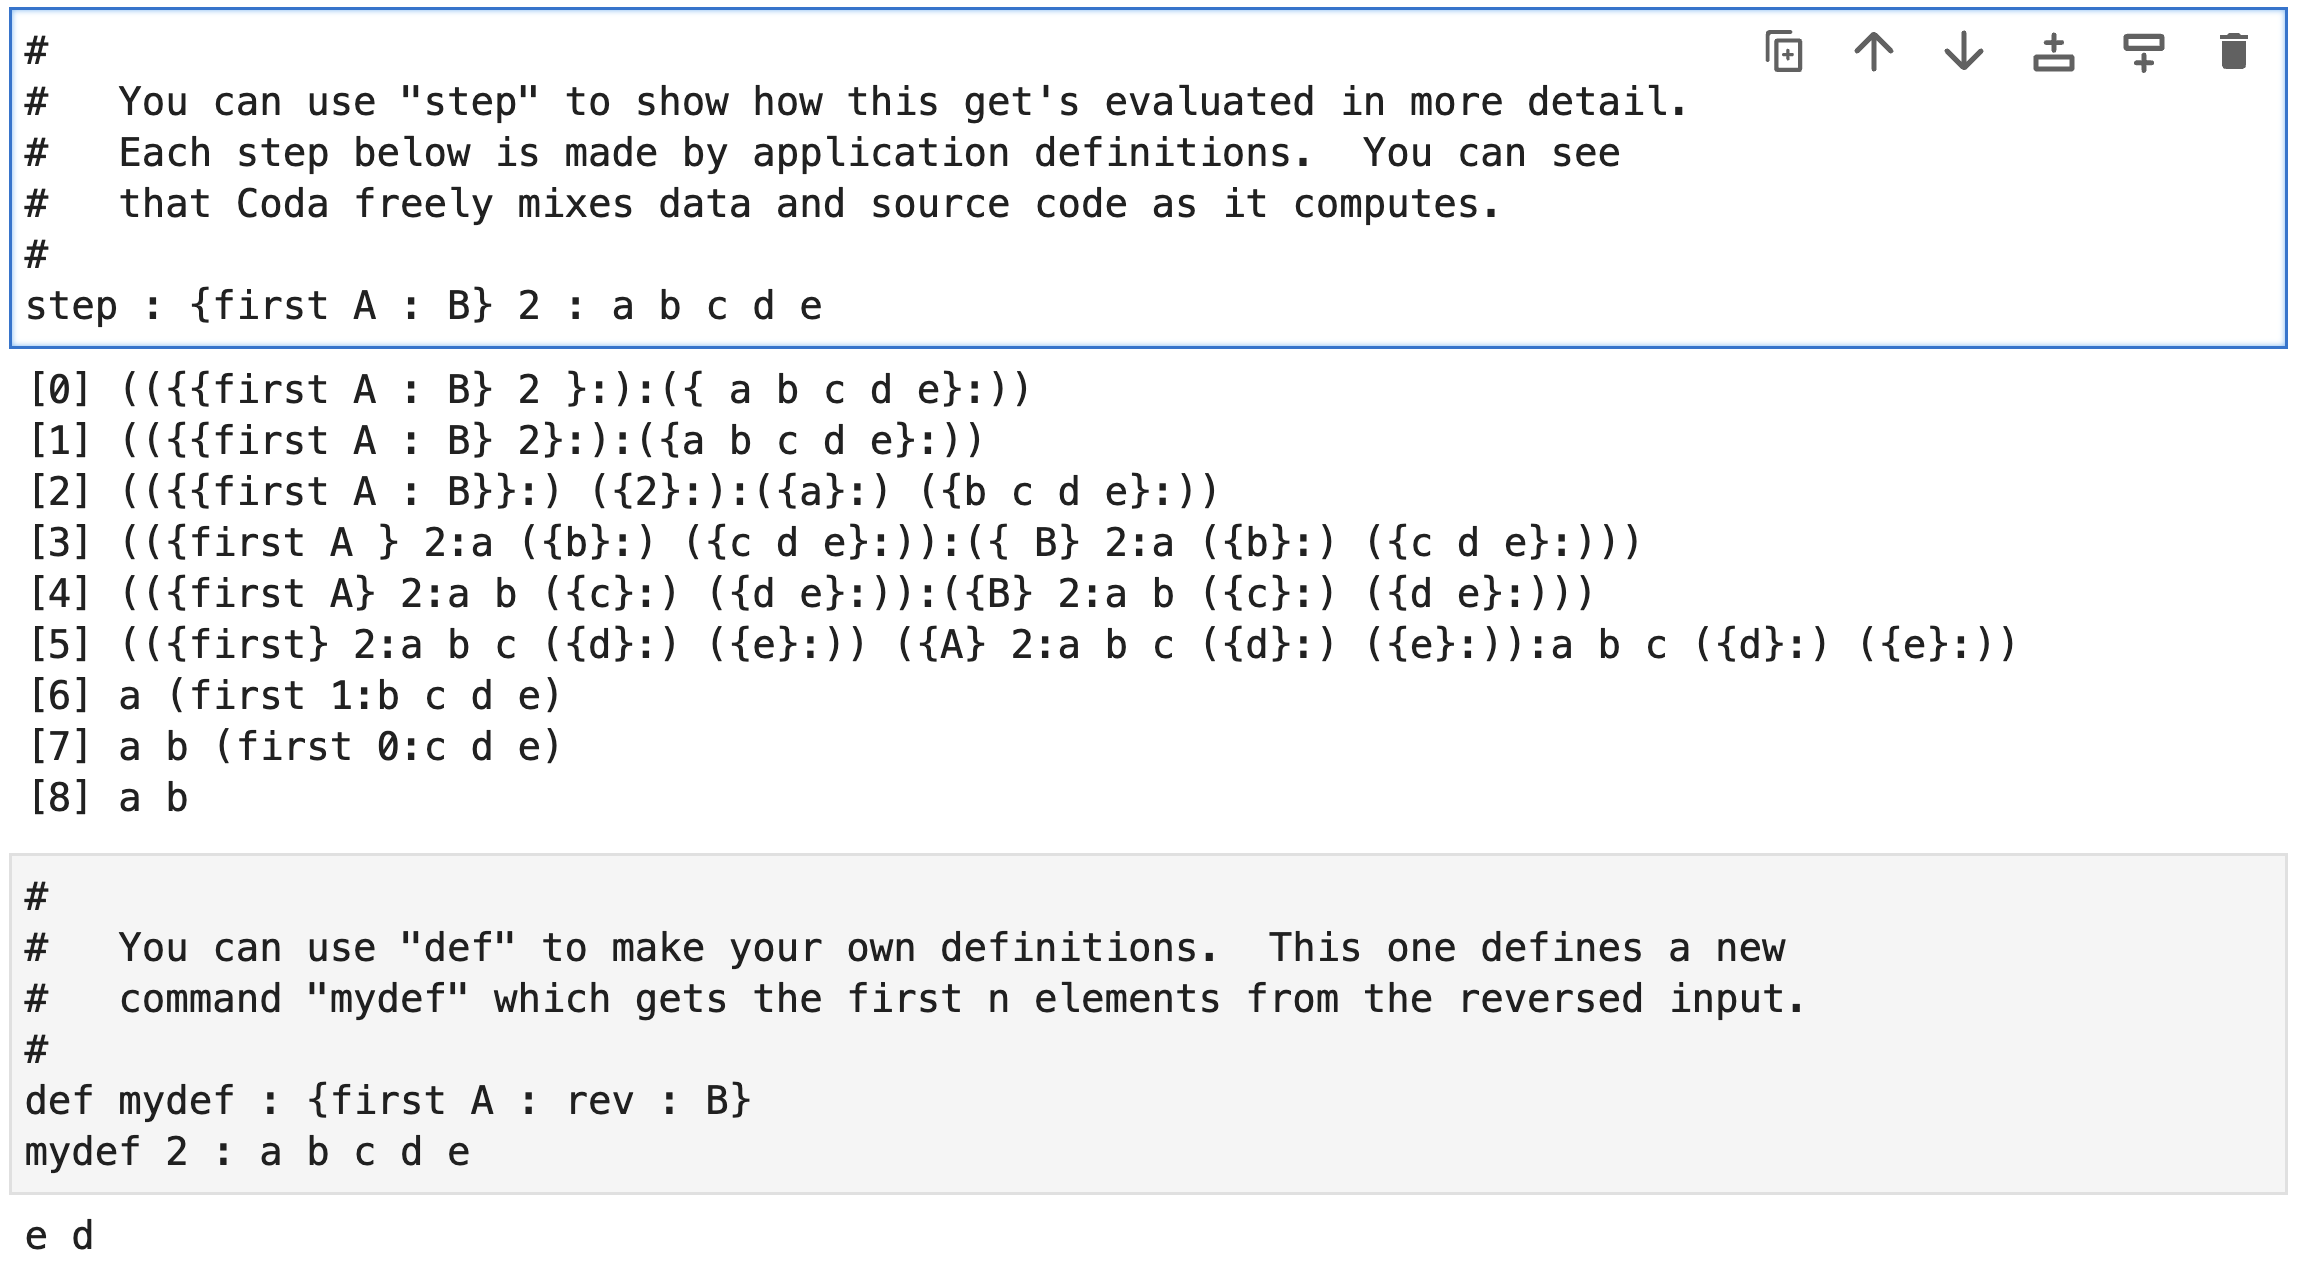 #
#   You can use "step" to show how this get's evaluated in more detail.
#   Each step below is made by application definitions.  You can see
#   that Coda freely mixes data and source code as it computes.
#
step : {first A : B} 2 : a b c d e
[0] (({{first A : B} 2 }:):({ a b c d e}:))
[1] (({{first A : B} 2}:):({a b c d e}:))
[2] (({{first A : B}}:) ({2}:):({a}:) ({b c d e}:))
[3] (({first A } 2:a ({b}:) ({c d e}:)):({ B} 2:a ({b}:) ({c d e}:)))
[4] (({first A} 2:a b ({c}:) ({d e}:)):({B} 2:a b ({c}:) ({d e}:)))
[5] (({first} 2:a b c ({d}:) ({e}:)) ({A} 2:a b c ({d}:) ({e}:)):a b c ({d}:) ({e}:))
[6] a (first 1:b c d e)
[7] a b (first 0:c d e)
[8] a b
#
#   You can use "def" to make your own definitions.  This one defines a new
#   command "mydef" which gets the first n elements from the reversed input.
#
def mydef : {first A : rev : B}
mydef 2 : a b c d e
e d